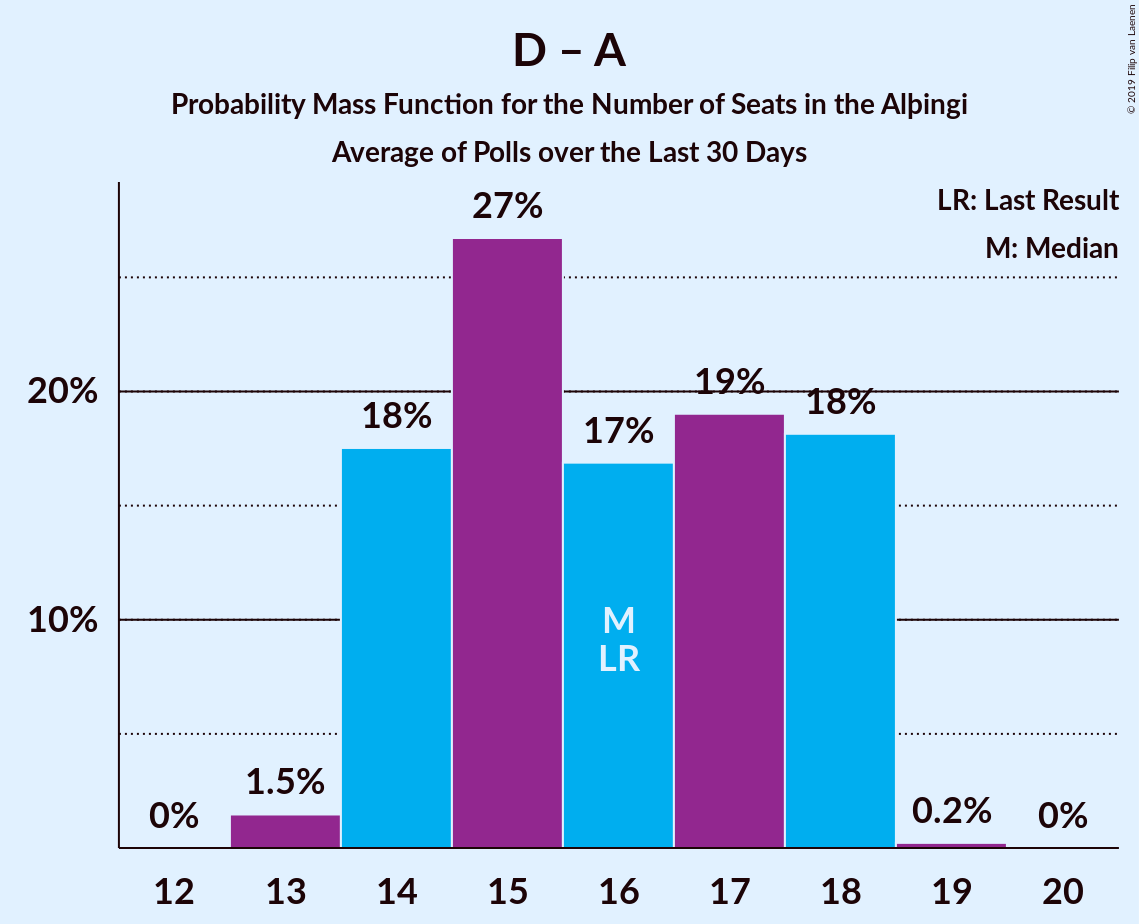 D – A
Probability Mass Function for the Number of Seats in the Alþingi
Average of Polls over the Last 30 Days
© 2019 Filip van Laenen
LR: Last Result
M: Median
27%
20%
19%
18%
18%
17%
10%
M
LR
1.5%
0%
0.2%
0%
12 13 14 15 16 17 18 19 20